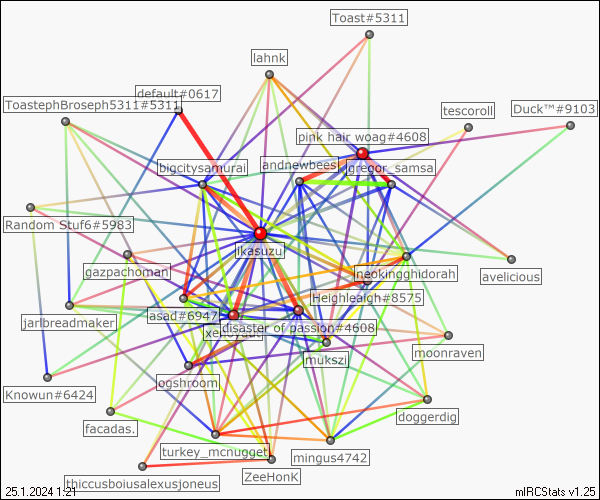 Toast#5311
lahnk
default#0617
ToastephBroseph5311#5311
tescoroll
Duck™#9103
pink hair woag#4608
bigcitysamurai
andnewbees
gregor_samsa
Random Stuf6#5983
ikasuzu
gazpachoman
neokingghidorah
avelicious
Heighleaigh#8575
asad#6947
jarlbreadmaker
disaster of passion#4608
mukszi
moonraven
ogshroom
Knowun#6424
doggerdig
facadas.
turkey_mcnugget
mingus4742
ZeeHonK
thiccusboiusalexusjoneus
25.1.2024 1:21
mIRCStats v1.25